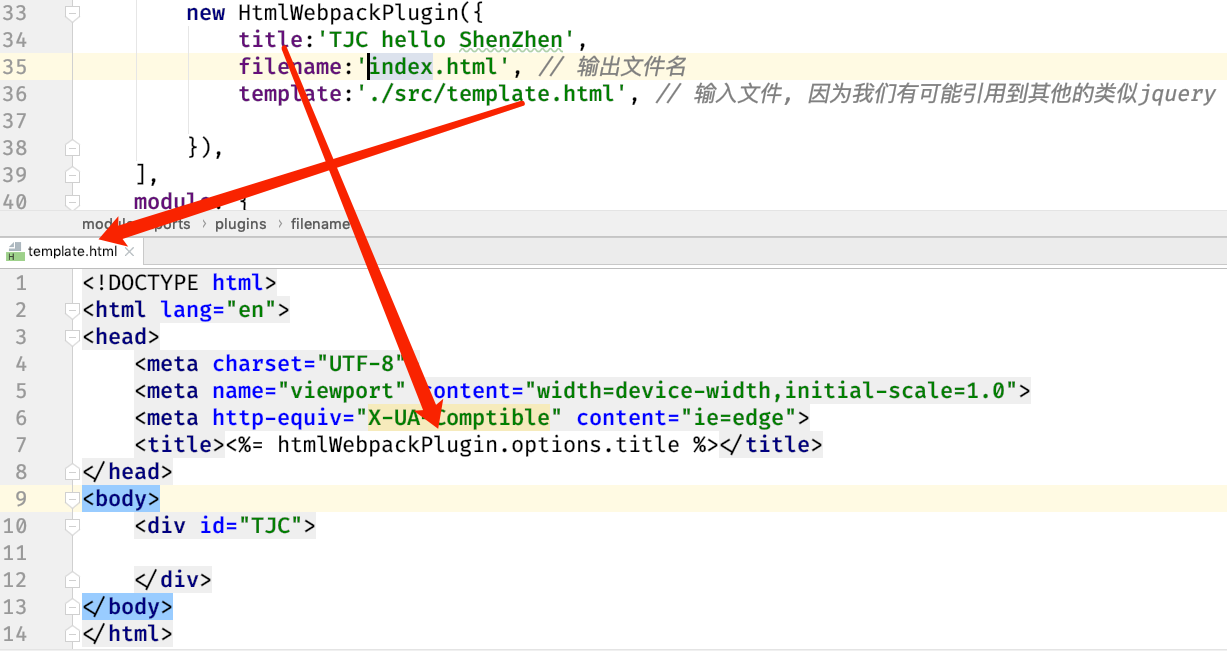 33 new HtmlWebpackPlugin({
34 title:'TJC hello ShenZhen',
35 filename:'index.html', // 输出文件名
36 template:'./src/template.html', // 输入文件, 因为我们有可能引用到其他的类似jquery
37
38 }),
39 ],
40 module: {
plugins › filename
template.html
1 <!DOCTYPE html>
2 <html lang="en">
3 <head>
4 <meta charset="UTF-8"
5 <meta name="viewport" content="width=device-width,initial-scale=1.0">
6 <meta http-equiv="X-UA-Comptible" content="ie=edge">
7 <title><%= htmlWebpackPlugin.options.title %></title>
8 </head>
9 <body>
10 <div id="TJC">
11
12 </div>
13 </body>
14 </html>